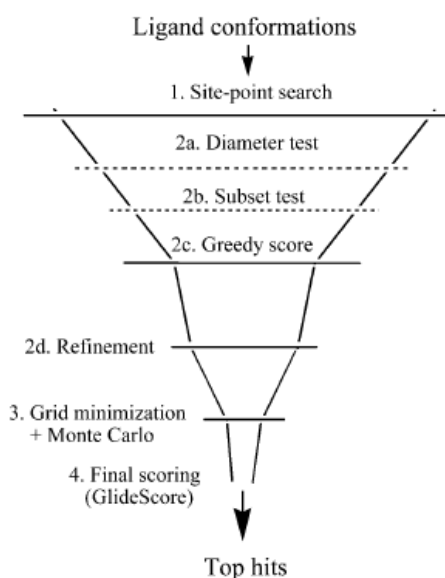 Ligand conformations
1. Site-point search
2a. Diameter test
2b. Subset test
2c. Greedy score
2d. Refinement
3. Grid minimization
+ Monte Carlo
4. Final scoring
(GlideScore)
Top hits